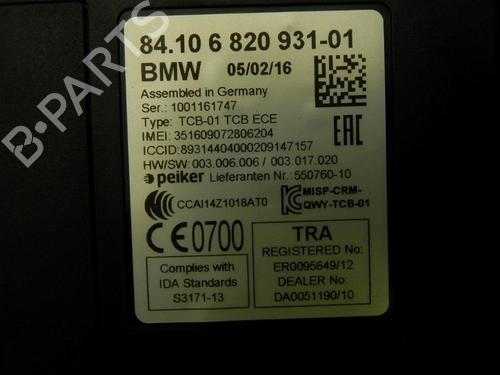 84.10 6 820 931-01
BMW 05/02/16
Assembled in Germany
Ser.: 1001161747
Type: TCB-01 TCB ECE
IMEI: 351609072806204
ICCID: 89314404000209147157
HW/SW: 003.006.006 / 003.017.020
peiker Lieferanten Nr.: 550760-10
EAC
CCAI14Z1018AT0
MISP-CRM-
QWY-TCB-01
CE0700
Complies with
IDA Standards
S3171-13
TRA
REGISTERED No:
ER0095649/12
DEALER No:
DA0051190/10
B-PARTS